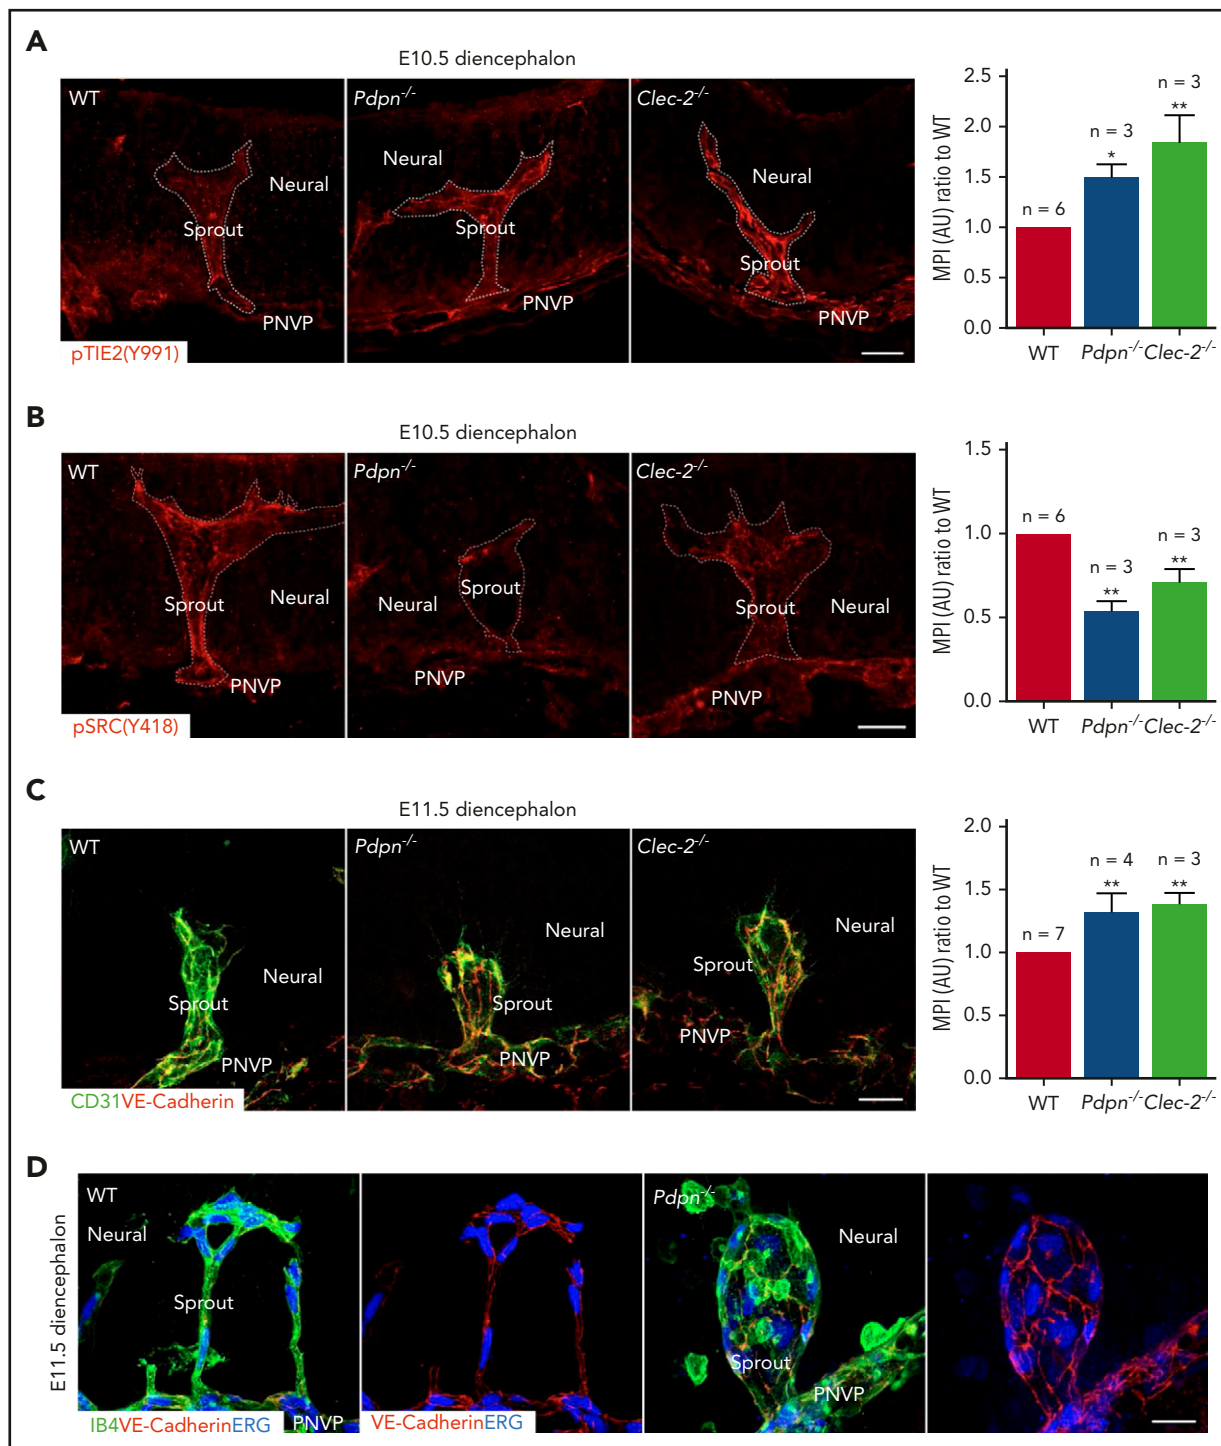 A
E10.5 diencephalon
WT
Pdpn-/-
Clec-2-/-
Neural
Neural
Neural
Sprout
Sprout
Sprout
PNVP
PNVP
PNVP
pTIE2(Y991)
MPI (AU) ratio to WT
2.5
2.0
1.5
1.0
0.5
0.0
n = 6
n = 3
*
n = 3
**
WT
Pdpn-/-
Clec-2-/-
B
E10.5 diencephalon
WT
Pdpn-/-
Clec-2-/-
Sprout
Neural
Sprout
Neural
Sprout
Neural
PNVP
PNVP
PNVP
pSRC(Y418)
MPI (AU) ratio to WT
1.5
1.0
0.5
0.0
n = 6
n = 3
**
n = 3
**
WT
Pdpn-/-
Clec-2-/-
C
E11.5 diencephalon
WT
Pdpn-/-
Clec-2-/-
Neural
Neural
Neural
Sprout
Sprout
Sprout
PNVP
PNVP
PNVP
CD31VE-Cadherin
MPI (AU) ratio to WT
2.0
1.5
1.0
0.5
0.0
n = 7
n = 4
**
n = 3
**
WT
Pdpn-/-
Clec-2-/-
D
E11.5 diencephalon
WT
Neural
Sprout
PNVP
IB4VE-CadherinERG
VE-CadherinERG
Pdpn-/-
Neural
Sprout
PNVP